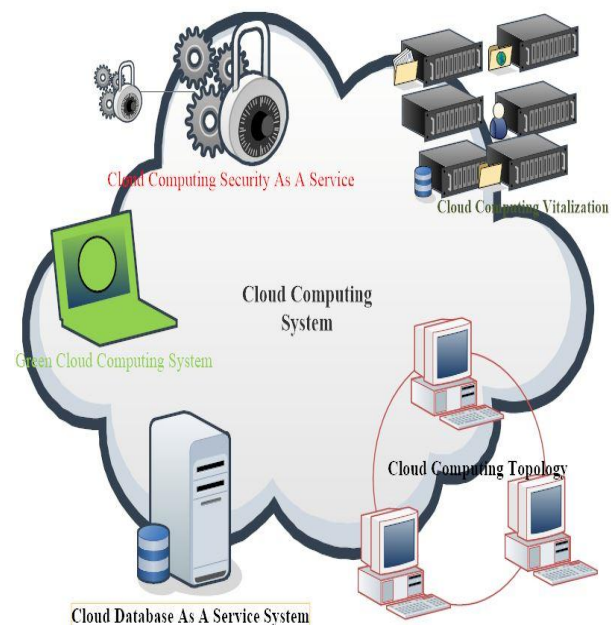 Cloud Computing Security As A Service
Cloud Computing Vitalization
Cloud Computing
System
Green Cloud Computing System
Cloud Computing Topology
Cloud Database As A Service System